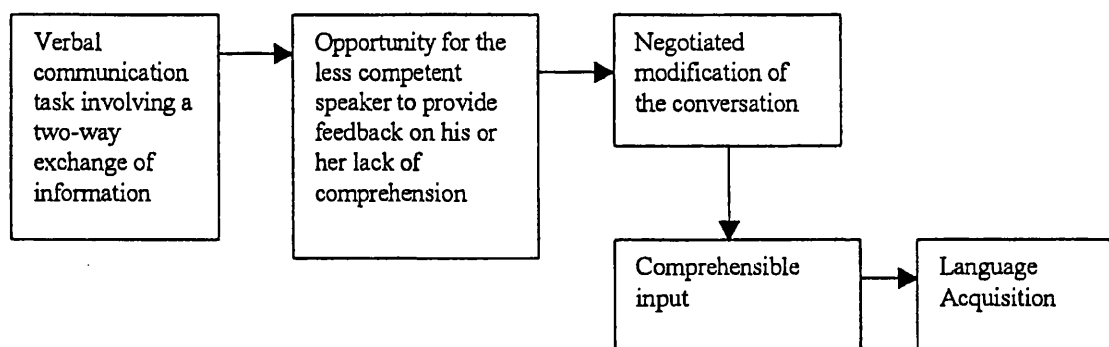 Verbal
communication
task involving a
two-way
exchange of
information
Opportunity for the
less competent
speaker to provide
feedback on his or
her lack of
comprehension
Negotiated
modification of
the conversation
Comprehensible
input
Language
Acquisition